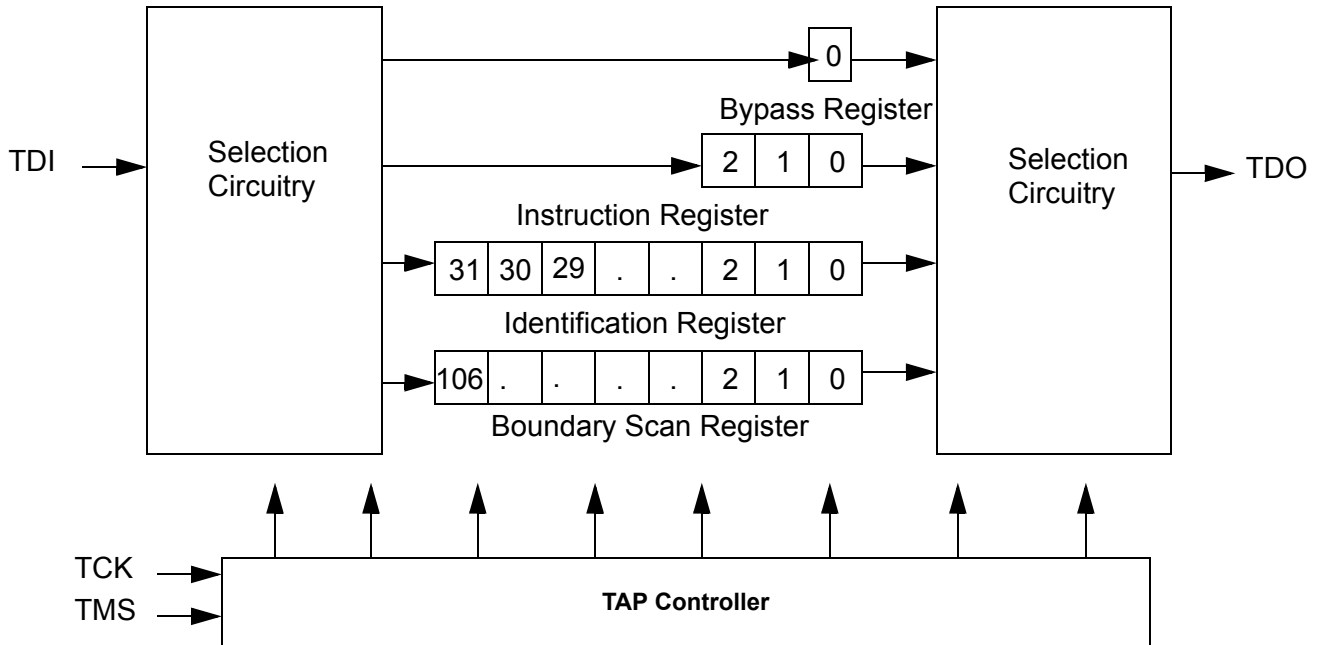 0
Bypass Register
TDI
Selection
Circuitry
2 1 0
Selection
Circuitry
TDO
Instruction Register
31 30 29 . . 2 1 0
Identification Register
106 . . . . 2 1 0
Boundary Scan Register
TCK
TMS
TAP Controller